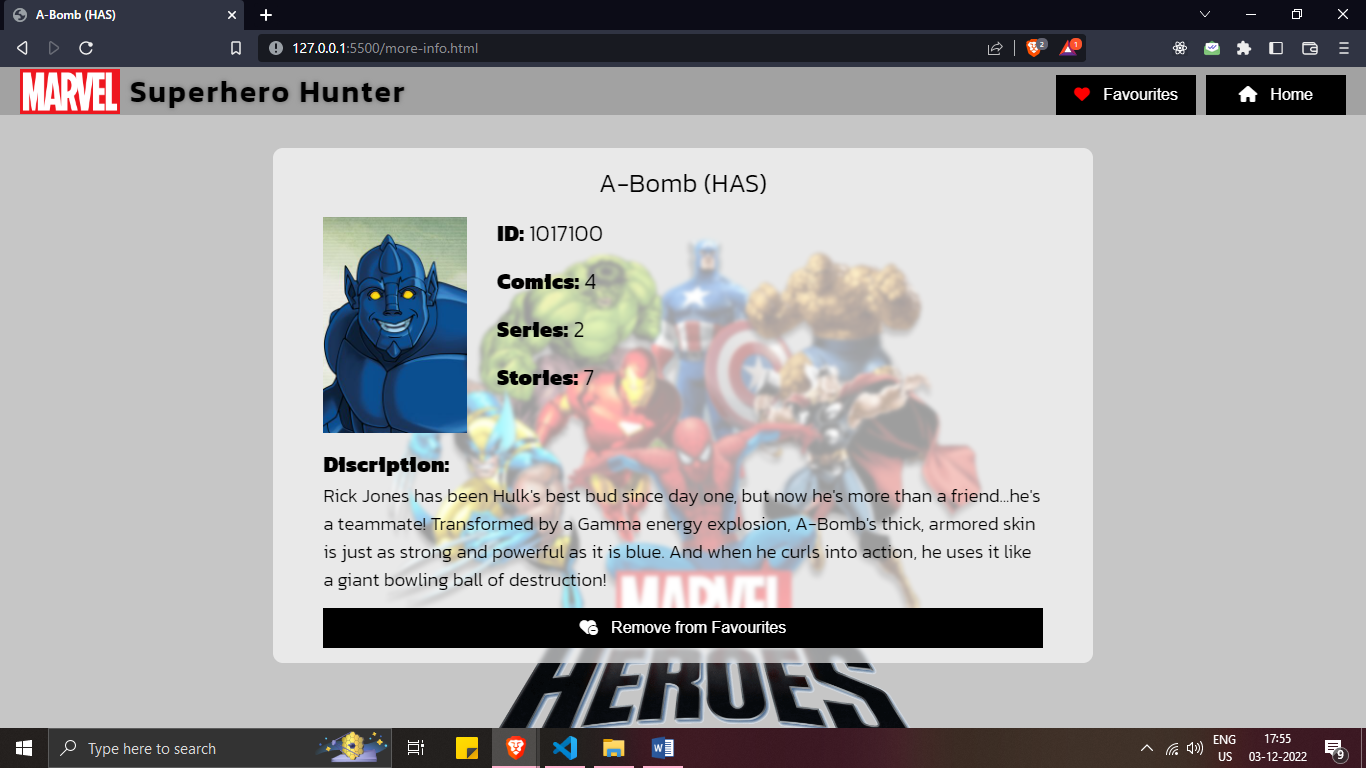 A-Bomb (HAS)
127.0.0.1:5500/more-info.html
2
1
MARVEL Superhero Hunter
Favourites
Home
A-Bomb (HAS)
ID: 1017100
Comics: 4
Series: 2
Stories: 7
Discription:
Rick Jones has been Hulk's best bud since day one, but now he's more than a friend...he's
a teammate! Transformed by a Gamma energy explosion, A-Bomb's thick, armored skin
is just as strong and powerful as it is blue. And when he curls into action, he uses it like
a giant bowling ball of destruction!
MARVEL
Remove from Favourites
HEROES
Type here to search
W
ENG
US
17:55
03-12-2022
9